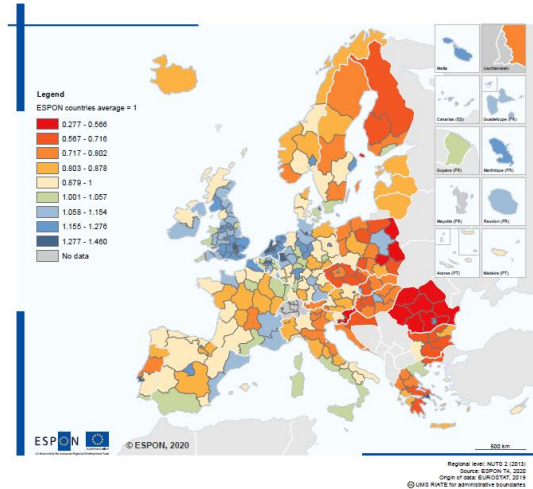 Malta
Liechtenstein
Canarias (ES)
Guadeloupe (FR)
Guyane (FR)
Martinique (FR)
Mayotte (FR)
Reunion (FR)
Azores (PT)
Madeira (PT)
Legend
ESPON countries average = 1
0.277 - 0.566
0.567 - 0.716
0.717 - 0.802
0.803 - 0.878
0.879 - 1
1.001 - 1.057
1.058 - 1.154
1.155 - 1.276
1.277 - 1.460
No data
ESPON
© ESPON, 2020
500 km
Regional level: NUTS 2 (2013)
Source: ESPON T4, 2020
Origin of data: EUROSTAT, 2019
© UMS RIATE for administrative boundaries